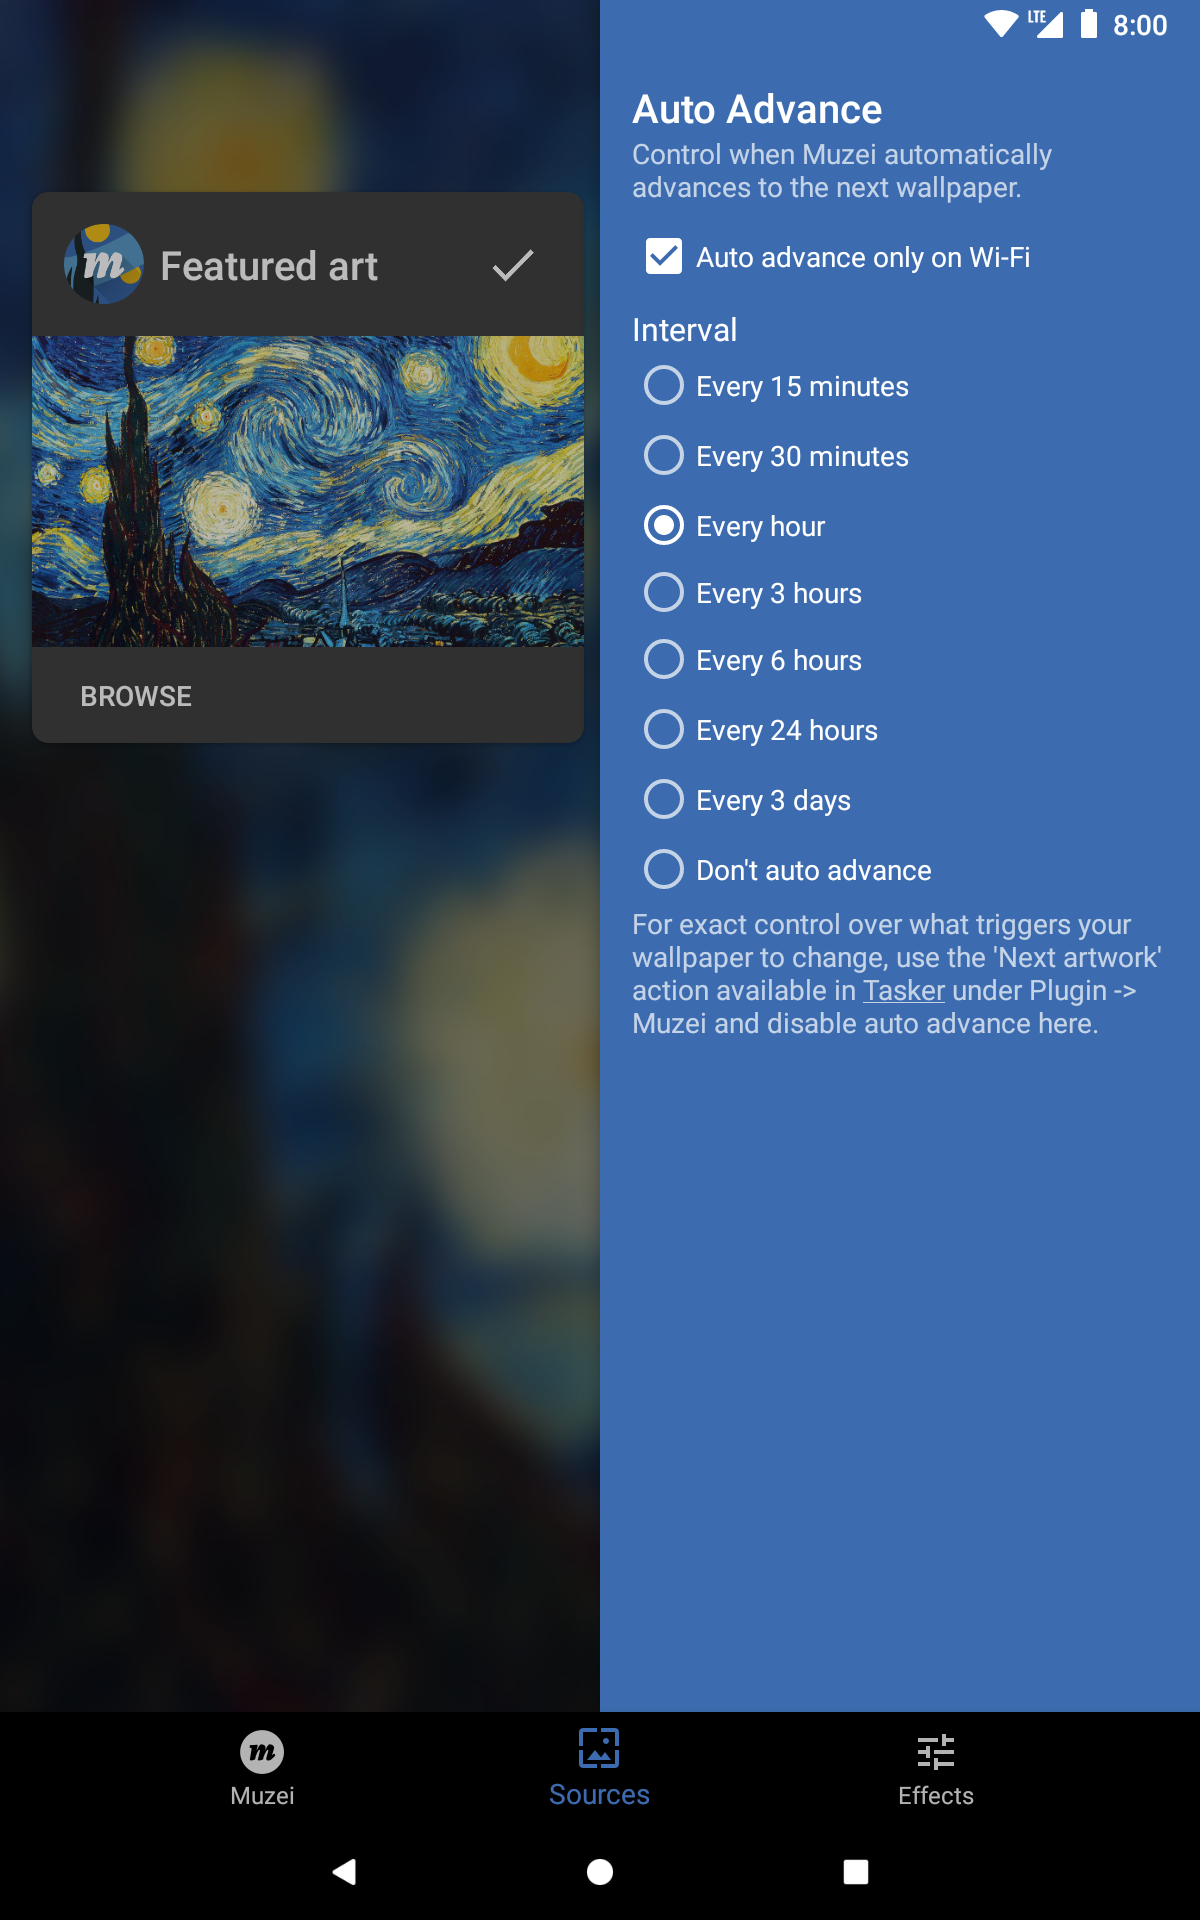 LTE 8:00
Auto Advance
Control when Muzei automatically
advances to the next wallpaper.
Auto advance only on Wi-Fi
Interval
Every 15 minutes
Every 30 minutes
Every hour
Every 3 hours
Every 6 hours
Every 24 hours
Every 3 days
Don't auto advance
For exact control over what triggers your
wallpaper to change, use the 'Next artwork'
action available in Tasker under Plugin ->
Muzei and disable auto advance here.
m Featured art
BROWSE
m
Muzei
Sources
Effects